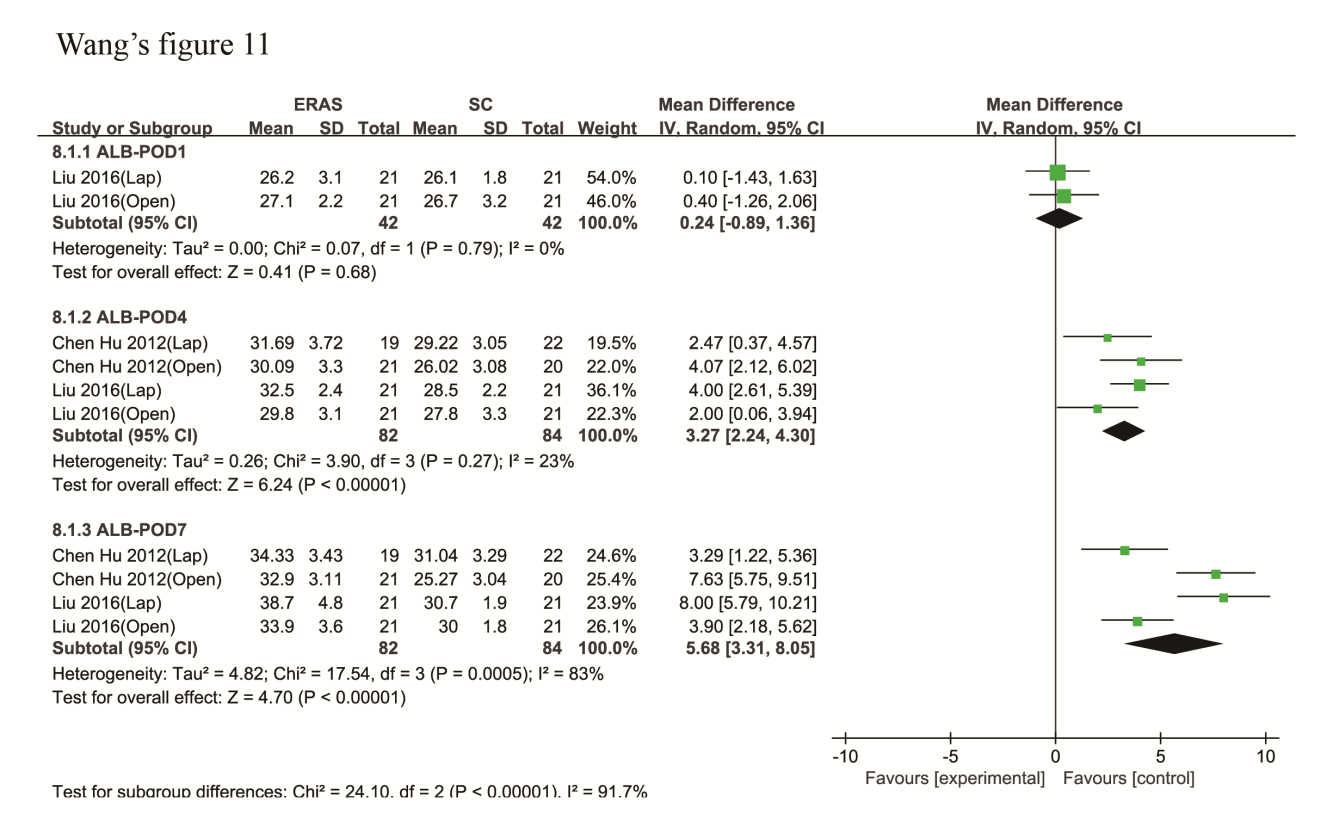 Wang’s figure 11
ERAS SC Mean Difference Mean Difference
Study or Subgroup Mean SD Total Mean SD Total Weight IV, Random, 95% CI IV, Random, 95% CI
8.1.1 ALB-POD1
Liu 2016(Lap) 26.2 3.1 21 26.1 1.8 21 54.0% 0.10 [-1.43, 1.63]
Liu 2016(Open) 27.1 2.2 21 26.7 3.2 21 46.0% 0.40 [-1.26, 2.06]
Subtotal (95% CI) 42 42 100.0% 0.24 [-0.89, 1.36]
Heterogeneity: Tau² = 0.00; Chi² = 0.07, df = 1 (P = 0.79); I² = 0%
Test for overall effect: Z = 0.41 (P = 0.68)
8.1.2 ALB-POD4
Chen Hu 2012(Lap) 31.69 3.72 19 29.22 3.05 22 19.5% 2.47 [0.37, 4.57]
Chen Hu 2012(Open) 30.09 3.3 21 26.02 3.08 20 22.0% 4.07 [2.12, 6.02]
Liu 2016(Lap) 32.5 2.4 21 28.5 2.2 21 36.1% 4.00 [2.61, 5.39]
Liu 2016(Open) 29.8 3.1 21 27.8 3.3 21 22.3% 2.00 [0.06, 3.94]
Subtotal (95% CI) 82 84 100.0% 3.27 [2.24, 4.30]
Heterogeneity: Tau² = 0.26; Chi² = 3.90, df = 3 (P = 0.27); I² = 23%
Test for overall effect: Z = 6.24 (P < 0.00001)
8.1.3 ALB-POD7
Chen Hu 2012(Lap) 34.33 3.43 19 31.04 3.29 22 24.6% 3.29 [1.22, 5.36]
Chen Hu 2012(Open) 32.9 3.11 21 25.27 3.04 20 25.4% 7.63 [5.75, 9.51]
Liu 2016(Lap) 38.7 4.8 21 30.7 1.9 21 23.9% 8.00 [5.79, 10.21]
Liu 2016(Open) 33.9 3.6 21 30 1.8 21 26.1% 3.90 [2.18, 5.62]
Subtotal (95% CI) 82 84 100.0% 5.68 [3.31, 8.05]
Heterogeneity: Tau² = 4.82; Chi² = 17.54, df = 3 (P = 0.0005); I² = 83%
Test for overall effect: Z = 4.70 (P < 0.00001)
-10 -5 0 5 10
Favours [experimental] Favours [control]
Test for subgroup differences: Chi² = 24.10, df = 2 (P < 0.00001), I² = 91.7%